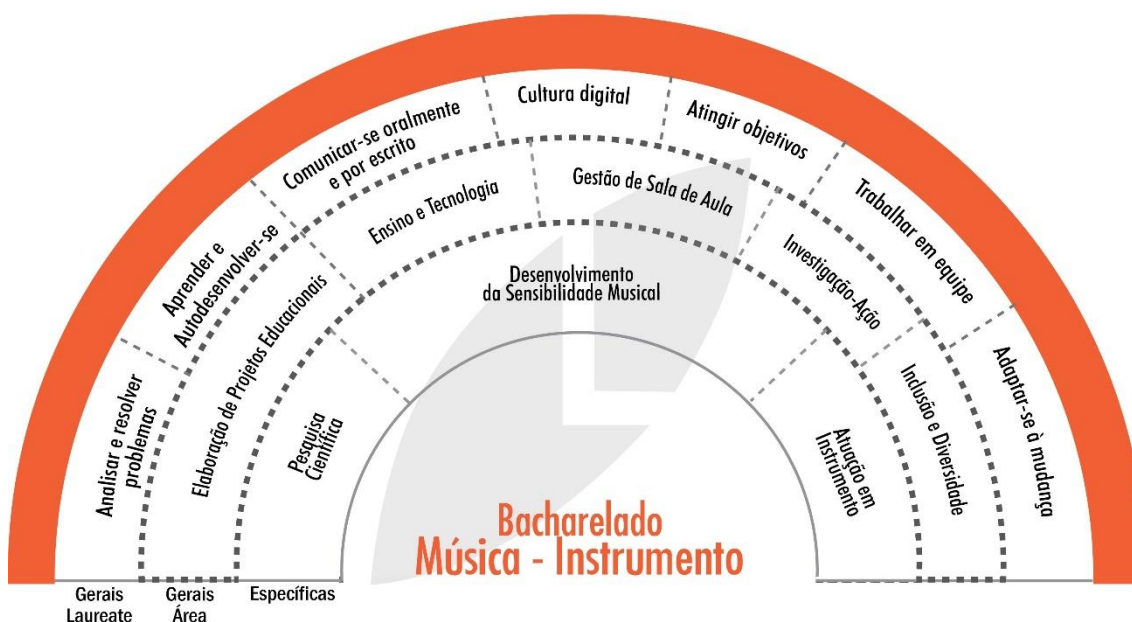 Analisar e resolver
problemas
Aprender e
Autodesenvolver-se
Comunicar-se oralmente
e por escrito
Cultura digital
Atingir objetivos
Trabalhar em equipe
Adaptar-se à mudança
Elaboração de Projetos Educacionais
Ensino e Tecnologia
Gestão de Sala de Aula
Investigação-Ação
Inclusão e Diversidade
Pesquisa
Científica
Desenvolvimento
da Sensibilidade Musical
Atuação em
Instrumento
Bacharelado
Música - Instrumento
Gerais
Laureate
Gerais
Área
Específicas